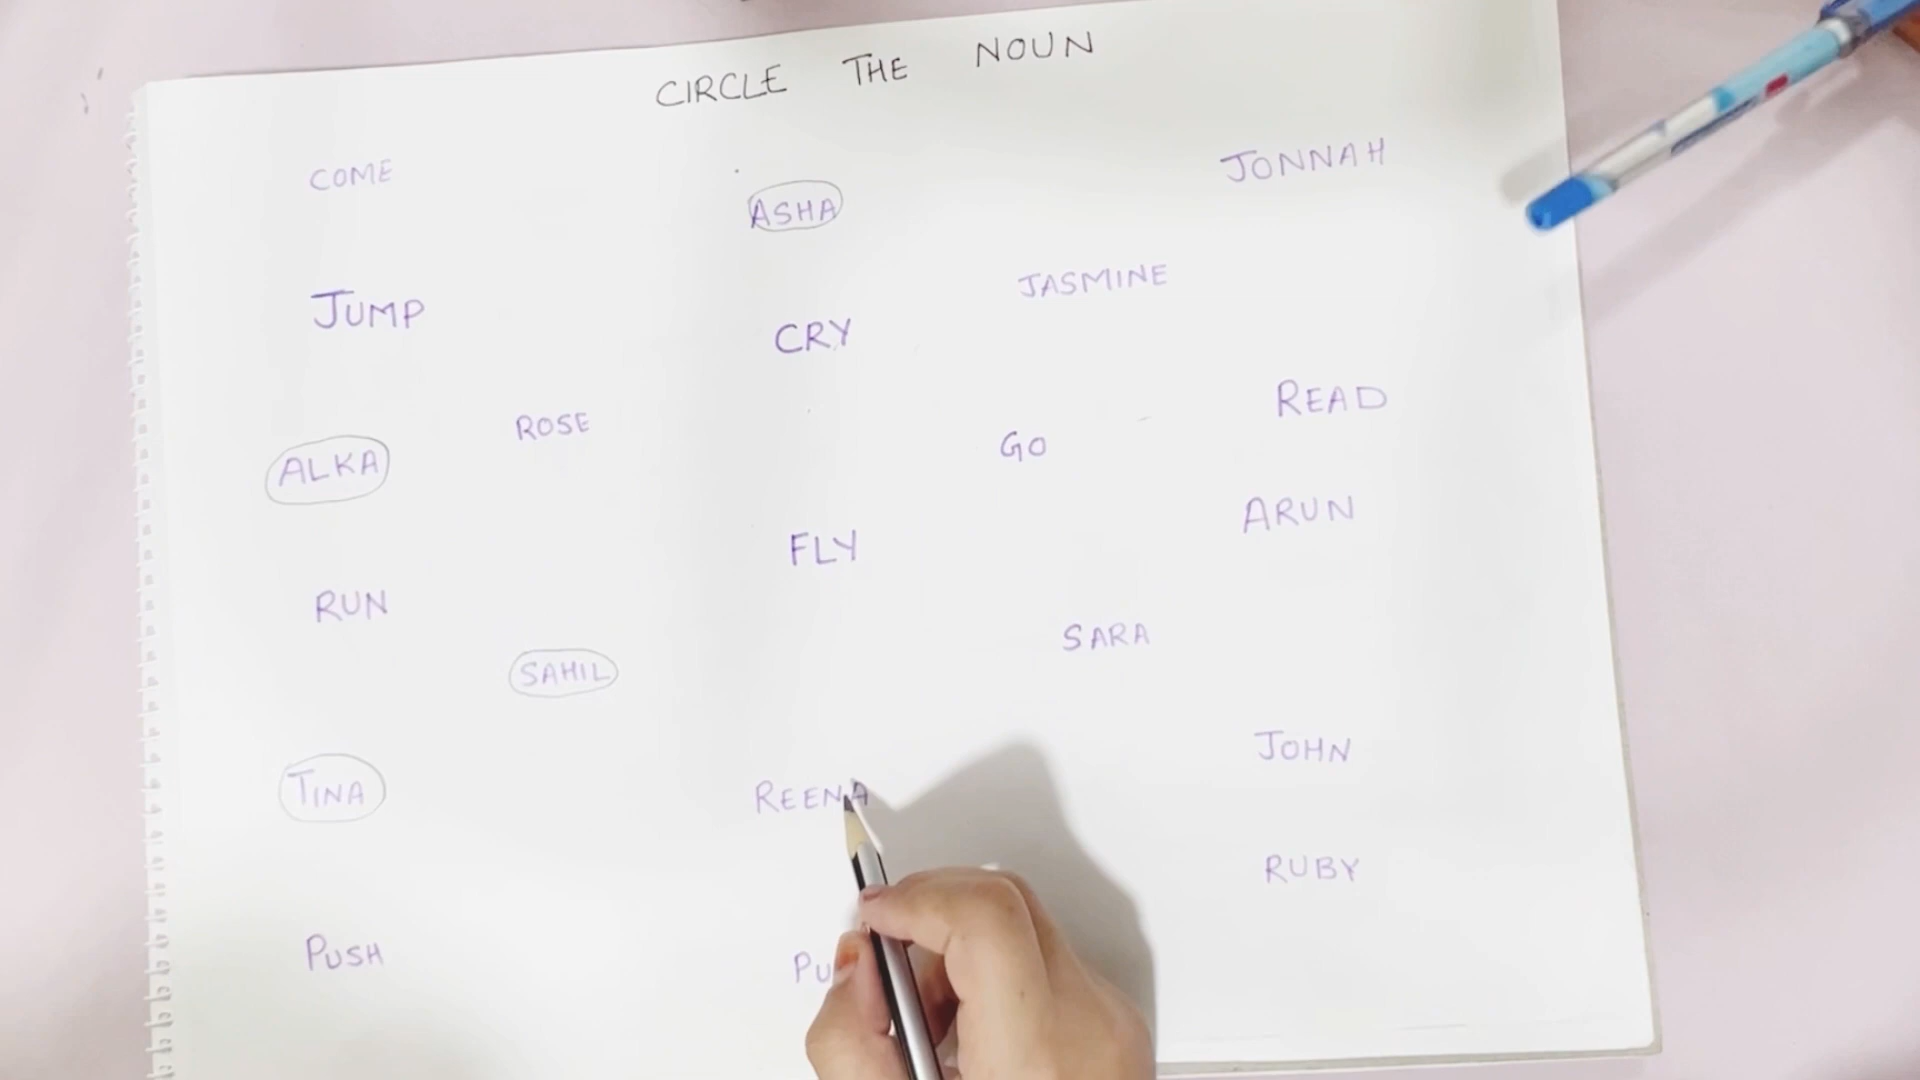 CIRCLE THE NOUN
COME
ASHA
JONNAH
JUMP
CRY
JASMINE
ALKA
ROSE
GO
READ
RUN
FLY
ARUN
SAHIL
SARA
TINA
REENA
JOHN
RUBY
PUSH